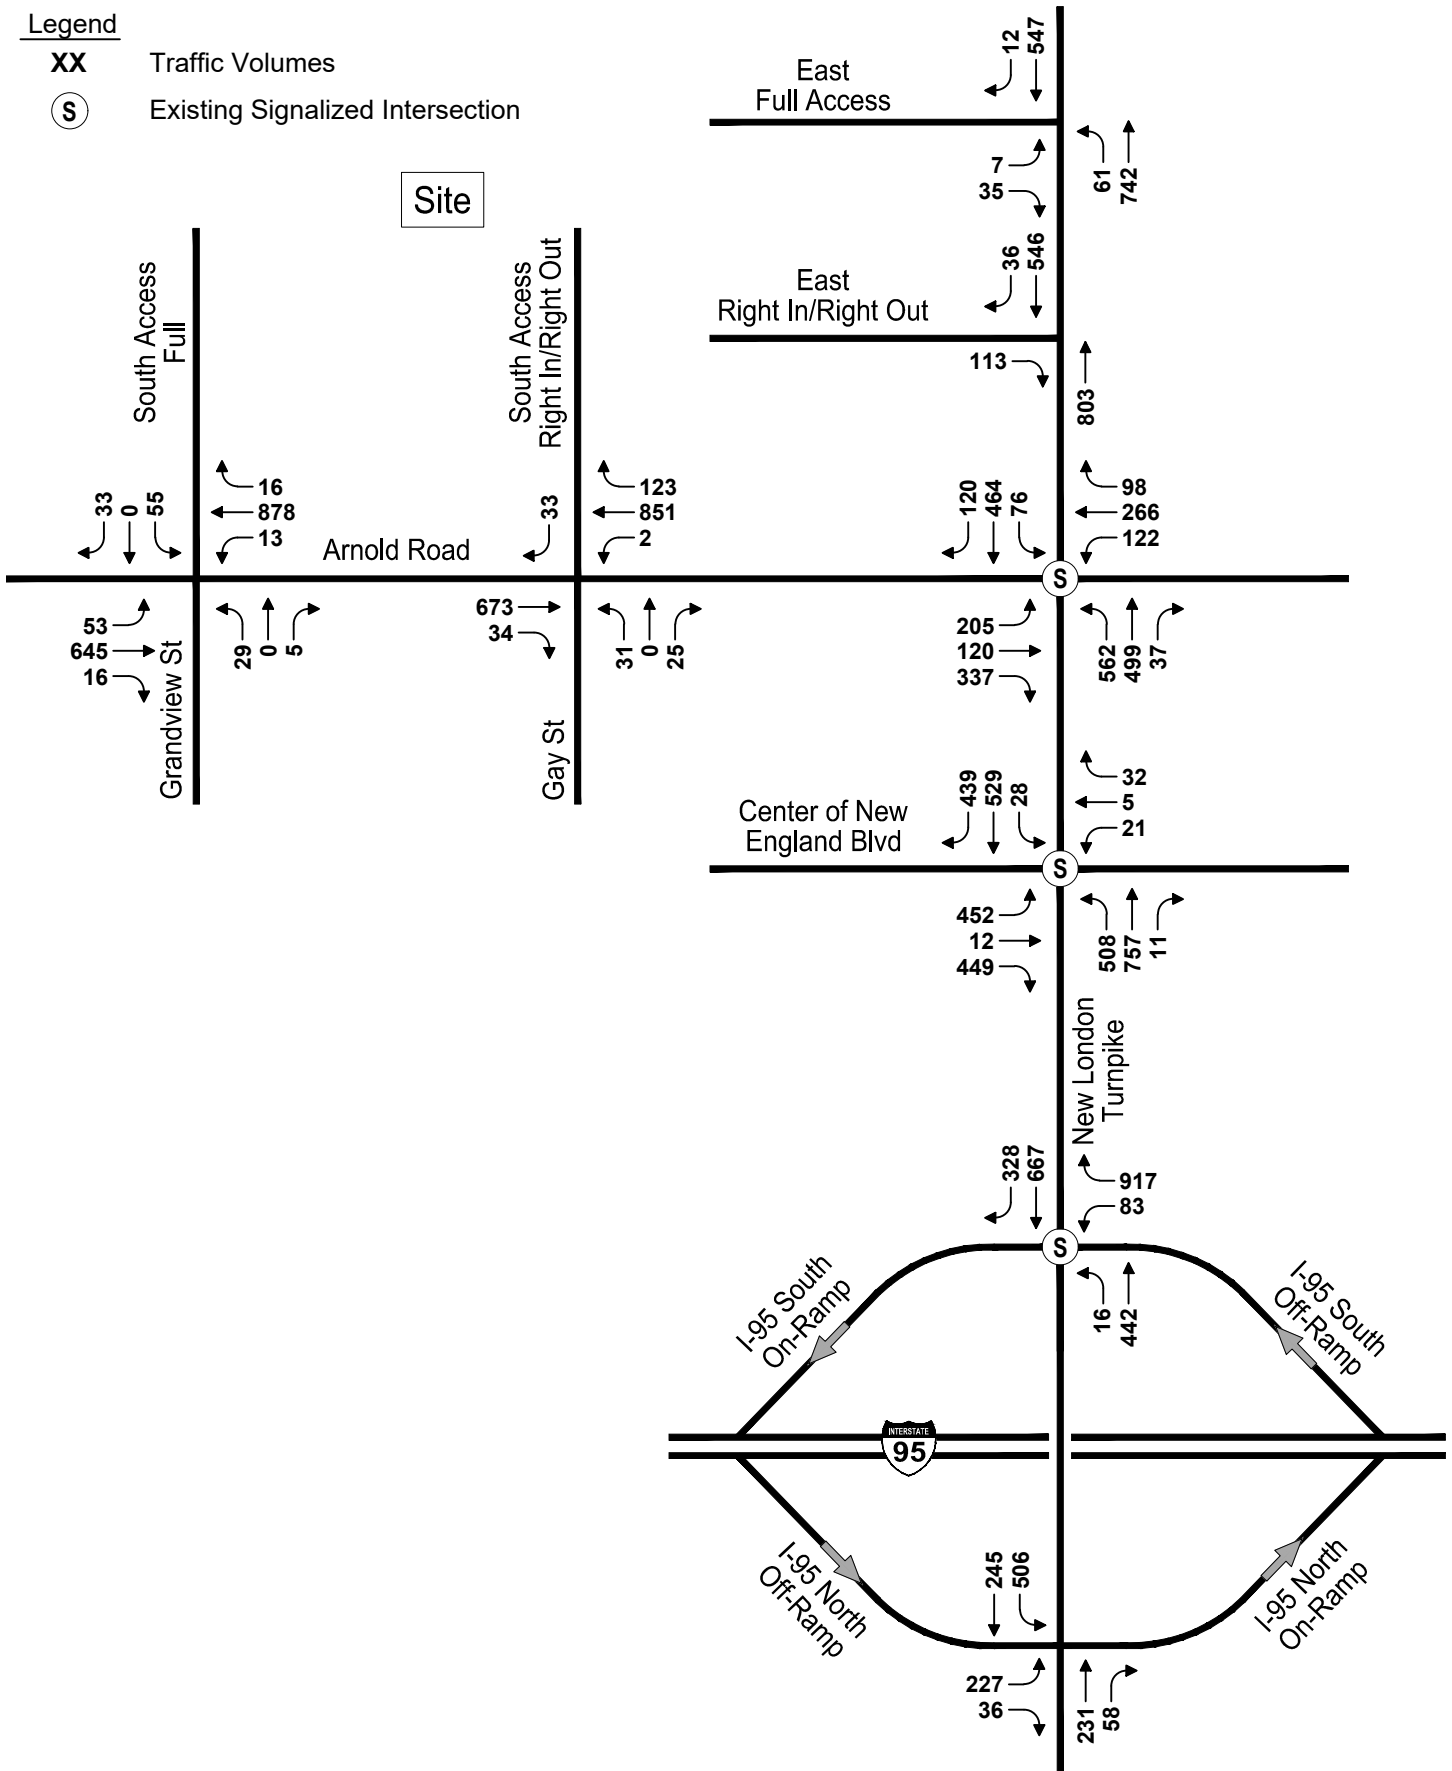 Legend
XX Traffic Volumes
S Existing Signalized Intersection
Site
12
547
East
Full Access
7
35
61
742
36
546
East
Right In/Right Out
113
803
South Access
Full
South Access
Right In/Right Out
33
0
55
16
878
13
Arnold Road
33
123
851
2
120
464
76
98
266
122
S
53
645
16
29
0
5
673
34
31
0
25
205
120
337
562
499
37
Grandview St
Gay St
439
529
28
32
5
21
Center of New
England Blvd
S
452
12
449
508
757
11
New London
Turnpike
328
667
917
83
S
16
442
I-95 South
On-Ramp
I-95 South
Off-Ramp
INTERSTATE
95
I-95 North
Off-Ramp
I-95 North
On-Ramp
245
506
227
36
231
58